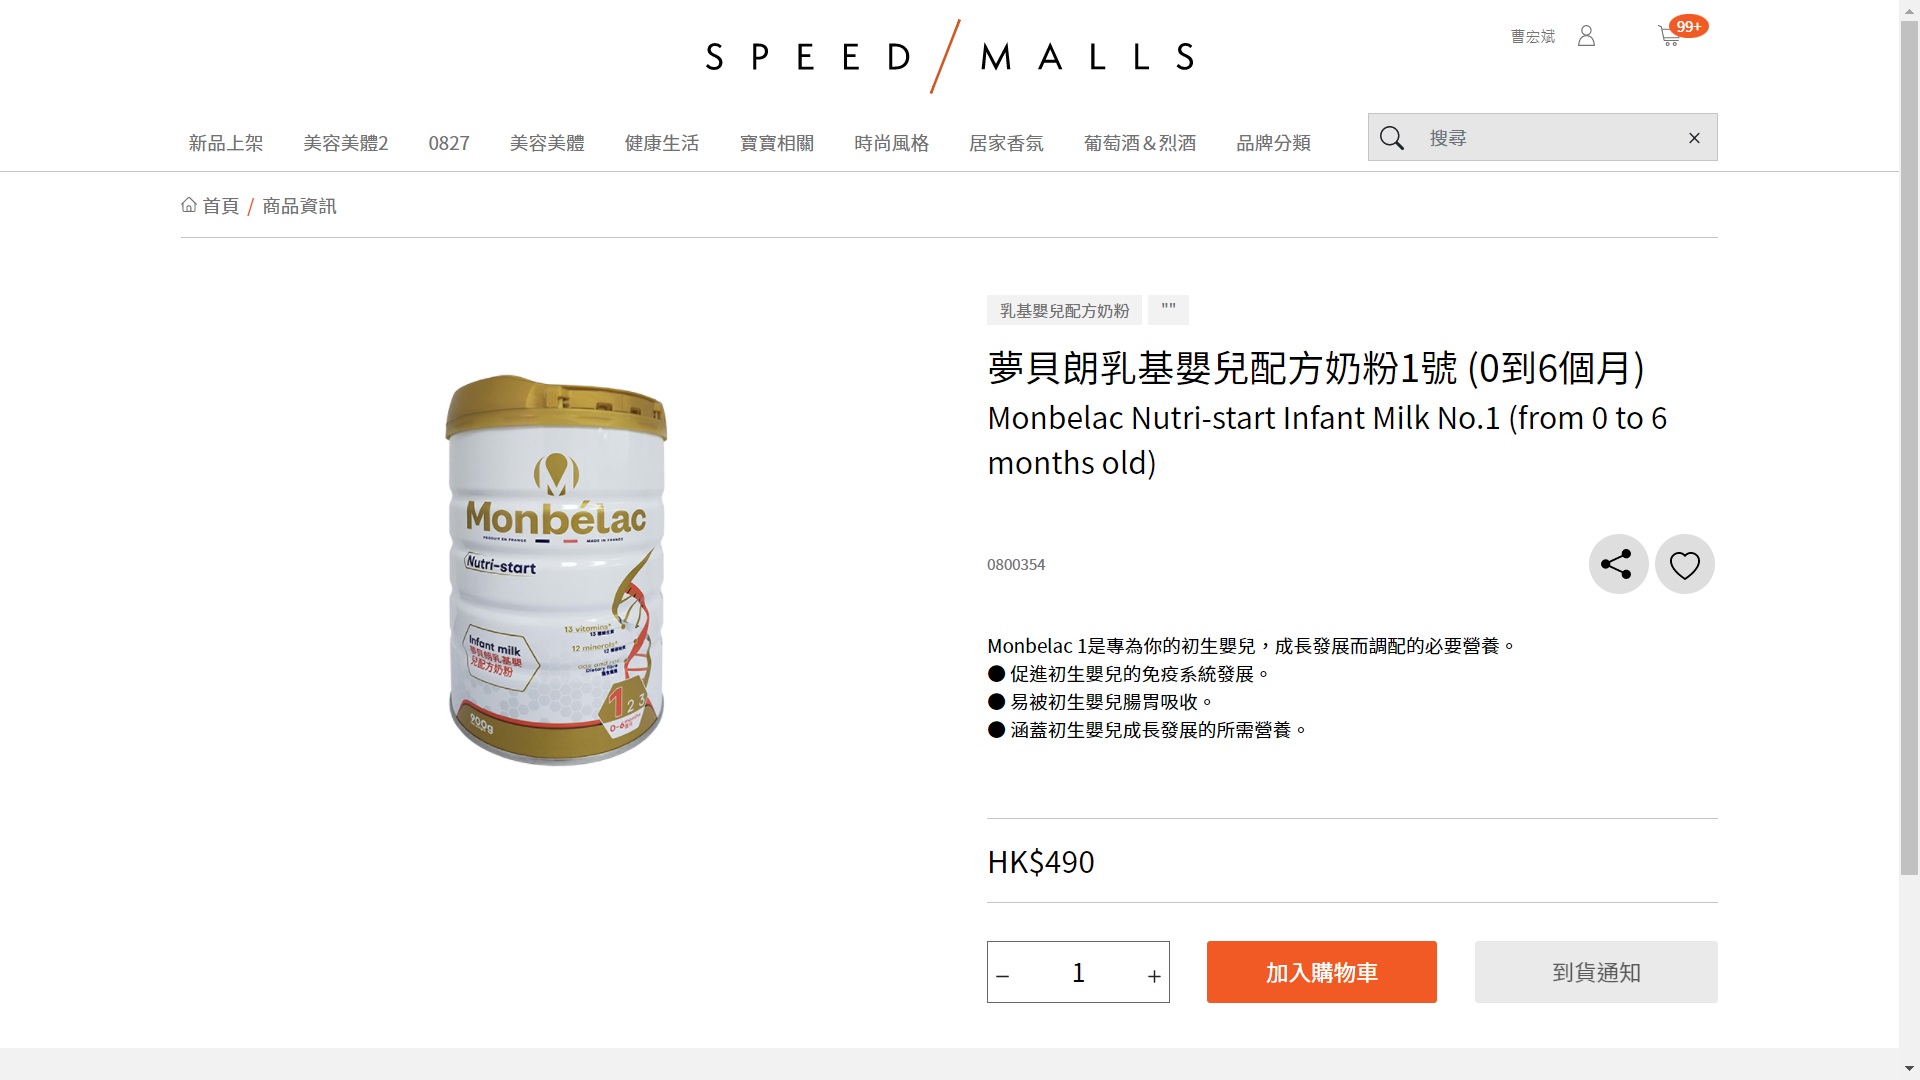 SPEED/MALLS
曹宏斌
99+
新品上架
美容美體2
0827
美容美體
健康生活
寶寶相關
時尚風格
居家香氛
葡萄酒＆烈酒
品牌分類
搜尋
首頁 / 商品資訊
Monbélac
PRODUIT EN FRANCE
MADE IN FRANCE
Nutri-start
13 vitamins*
12 minerals*
Dietary fibre
Infant milk
夢貝朗乳基嬰
兒配方奶粉
1 2 3
0-6 months
900g
乳基嬰兒配方奶粉
""
夢貝朗乳基嬰兒配方奶粉1號 (0到6個月)
Monbelac Nutri-start Infant Milk No.1 (from 0 to 6
months old)
0800354
Monbelac 1是專為你的初生嬰兒，成長發展而調配的必要營養。
● 促進初生嬰兒的免疫系統發展。
● 易被初生嬰兒腸胃吸收。
● 涵蓋初生嬰兒成長發展的所需營養。
HK$490
− 1 +
加入購物車
到貨通知